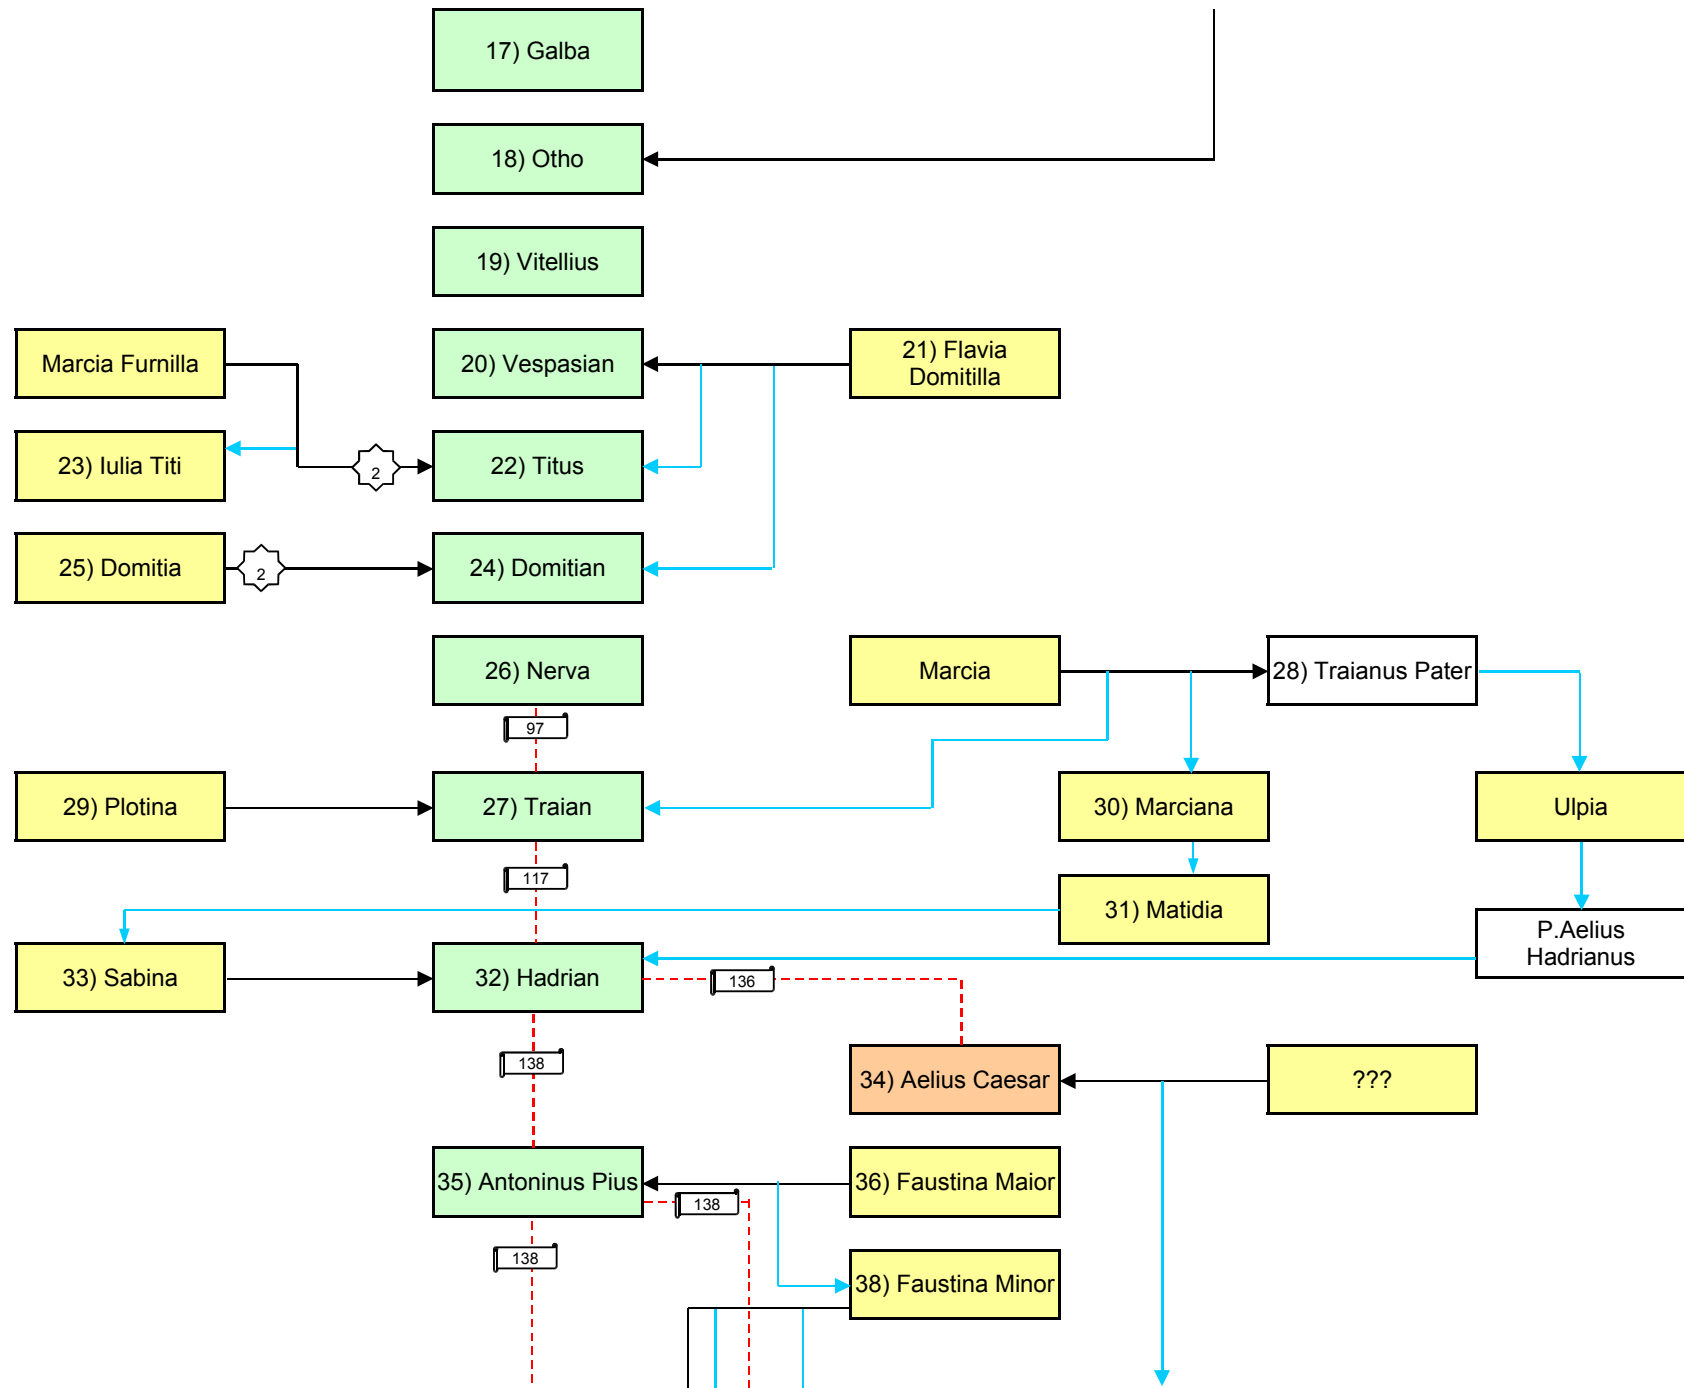 17) Galba
18) Otho
19) Vitellius
Marcia Furnilla
20) Vespasian
21) Flavia
Domitilla
23) Iulia Titi
2
22) Titus
25) Domitia
2
24) Domitian
26) Nerva
Marcia
28) Traianus Pater
97
29) Plotina
27) Traian
30) Marciana
Ulpia
117
31) Matidia
P.Aelius
Hadrianus
33) Sabina
32) Hadrian
136
138
34) Aelius Caesar
???
35) Antoninus Pius
36) Faustina Maior
138
138
38) Faustina Minor